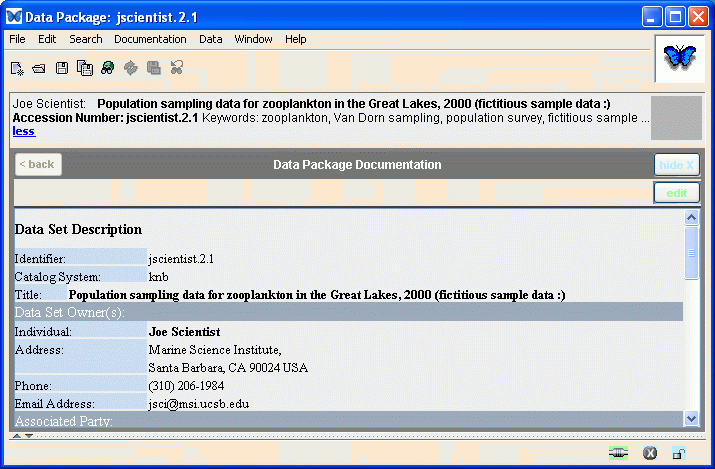 Data Package: jscientist.2.1
File Edit Search Documentation Data Window Help
Joe Scientist: Population sampling data for zooplankton in the Great Lakes, 2000 (fictitious sample data :)
Accession Number: jscientist.2.1 Keywords: zooplankton, Van Dorn sampling, population survey, fictitious sample ...
less
< back Data Package Documentation hide X
edit
Data Set Description
Identifier: jscientist.2.1
Catalog System: knb
Title: Population sampling data for zooplankton in the Great Lakes, 2000 (fictitious sample data :)
Data Set Owner(s):
Individual: Joe Scientist
Address: Marine Science Institute,
Santa Barbara, CA 90024 USA
Phone: (310) 206-1984
Email Address: jsci@msi.ucsb.edu
Associated Party: